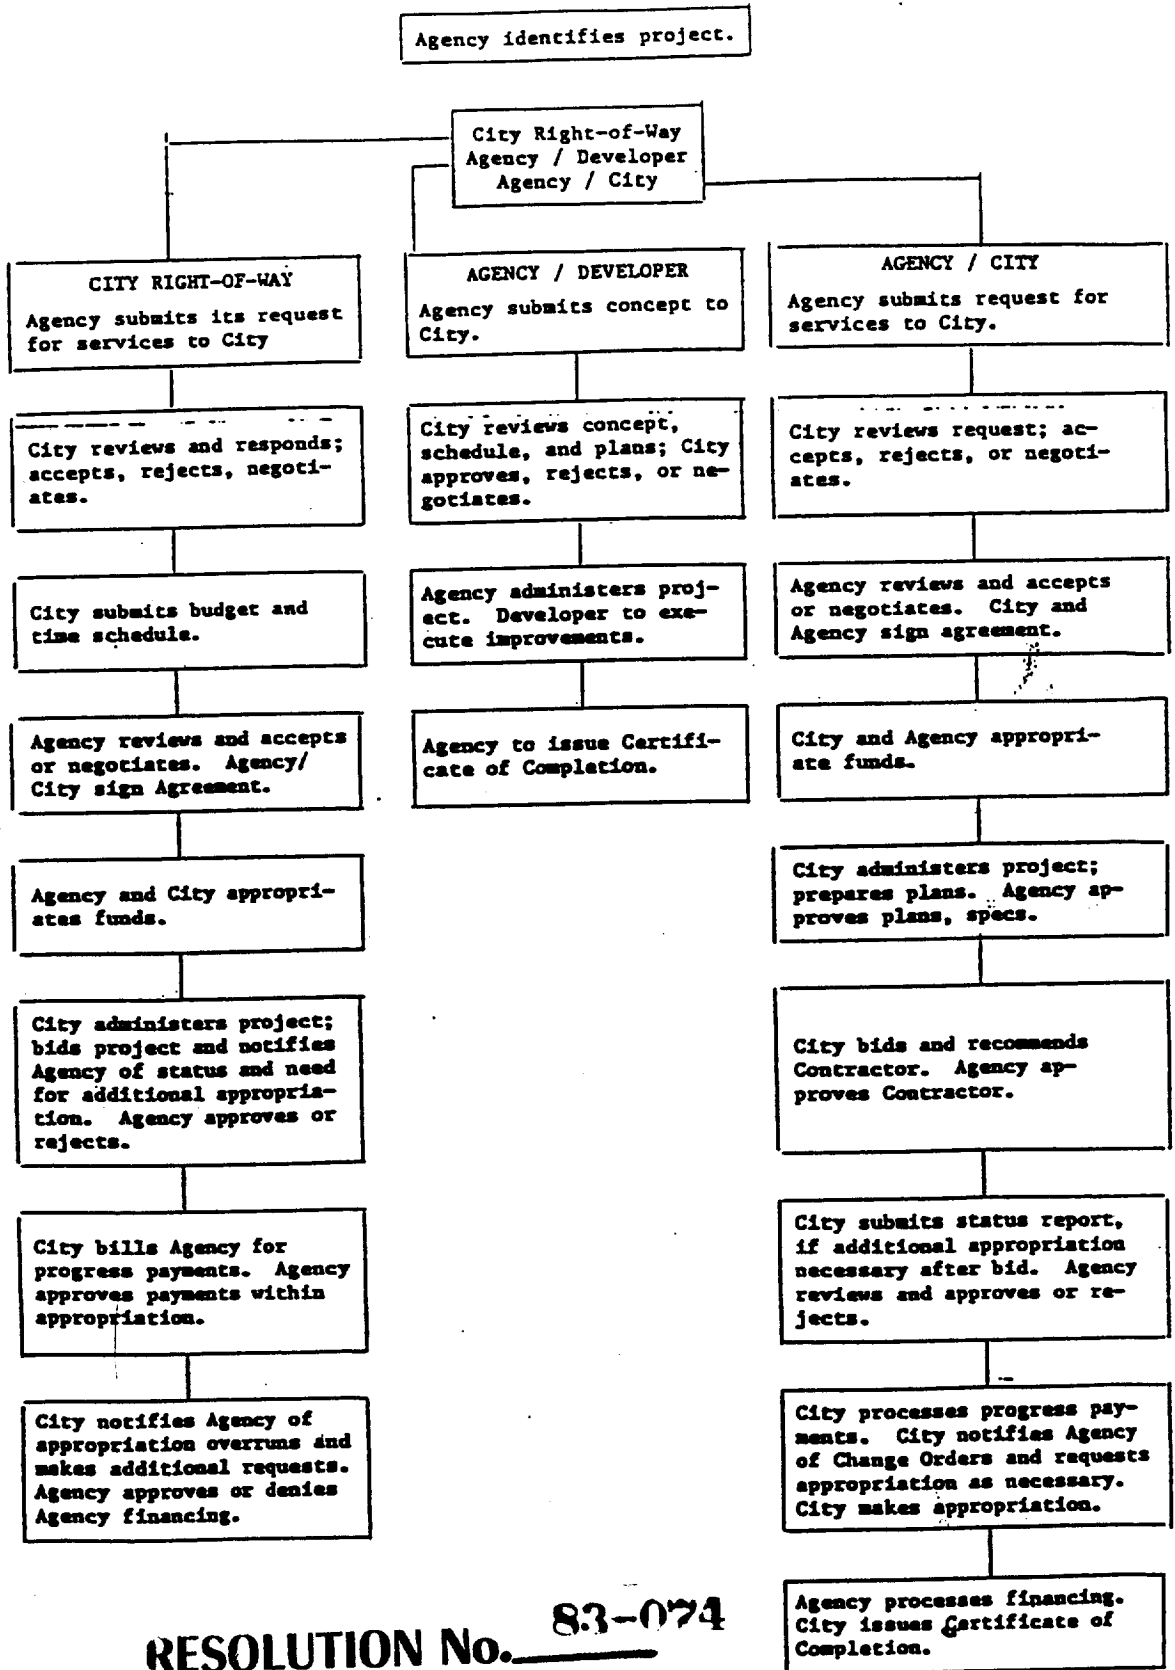 Agency identifies project.
City Right-of-Way
Agency / Developer
Agency / City
CITY RIGHT-OF-WAY
Agency submits its request
for services to City
City reviews and responds;
accepts, rejects, negoti-
ates.
City submits budget and
time schedule.
Agency reviews and accepts
or negotiates. Agency/
City sign Agreement.
Agency and City appropri-
ates funds.
City administers project;
bids project and notifies
Agency of status and need
for additional appropria-
tion. Agency approves or
rejects.
City bills Agency for
progress payments. Agency
approves payments within
appropriation.
City notifies Agency of
appropriation overruns and
makes additional requests.
Agency approves or denies
Agency financing.
AGENCY / DEVELOPER
Agency submits concept to
City.
City reviews concept,
schedule, and plans; City
approves, rejects, or ne-
gotiates.
Agency administers proj-
ect. Developer to exe-
cute improvements.
Agency to issue Certifi-
cate of Completion.
AGENCY / CITY
Agency submits request for
services to City.
City reviews request; ac-
cepts, rejects, or negoti-
ates.
Agency reviews and accepts
or negotiates. City and
Agency sign agreement.
City and Agency appropri-
ate funds.
City administers project;
prepares plans. Agency ap-
proves plans, specs.
City bids and recommends
Contractor. Agency ap-
proves Contractor.
City submits status report,
if additional appropriation
necessary after bid. Agency
reviews and approves or re-
jects.
City processes progress pay-
ments. City notifies Agency
of Change Orders and requests
appropriation as necessary.
City makes appropriation.
Agency processes financing.
City issues Certificate of
Completion.
RESOLUTION No. 83-074